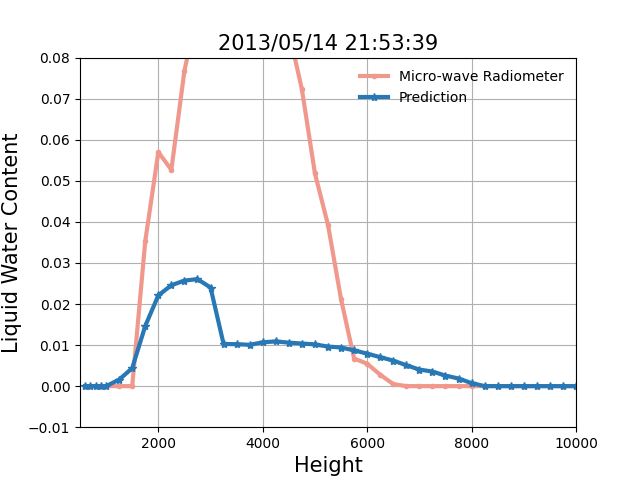 2013/05/14 21:53:39
Micro-wave Radiometer
Prediction
Liquid Water Content
0.08
0.07
0.06
0.05
0.04
0.03
0.02
0.01
0.00
−0.01
2000 4000 6000 8000 10000
Height